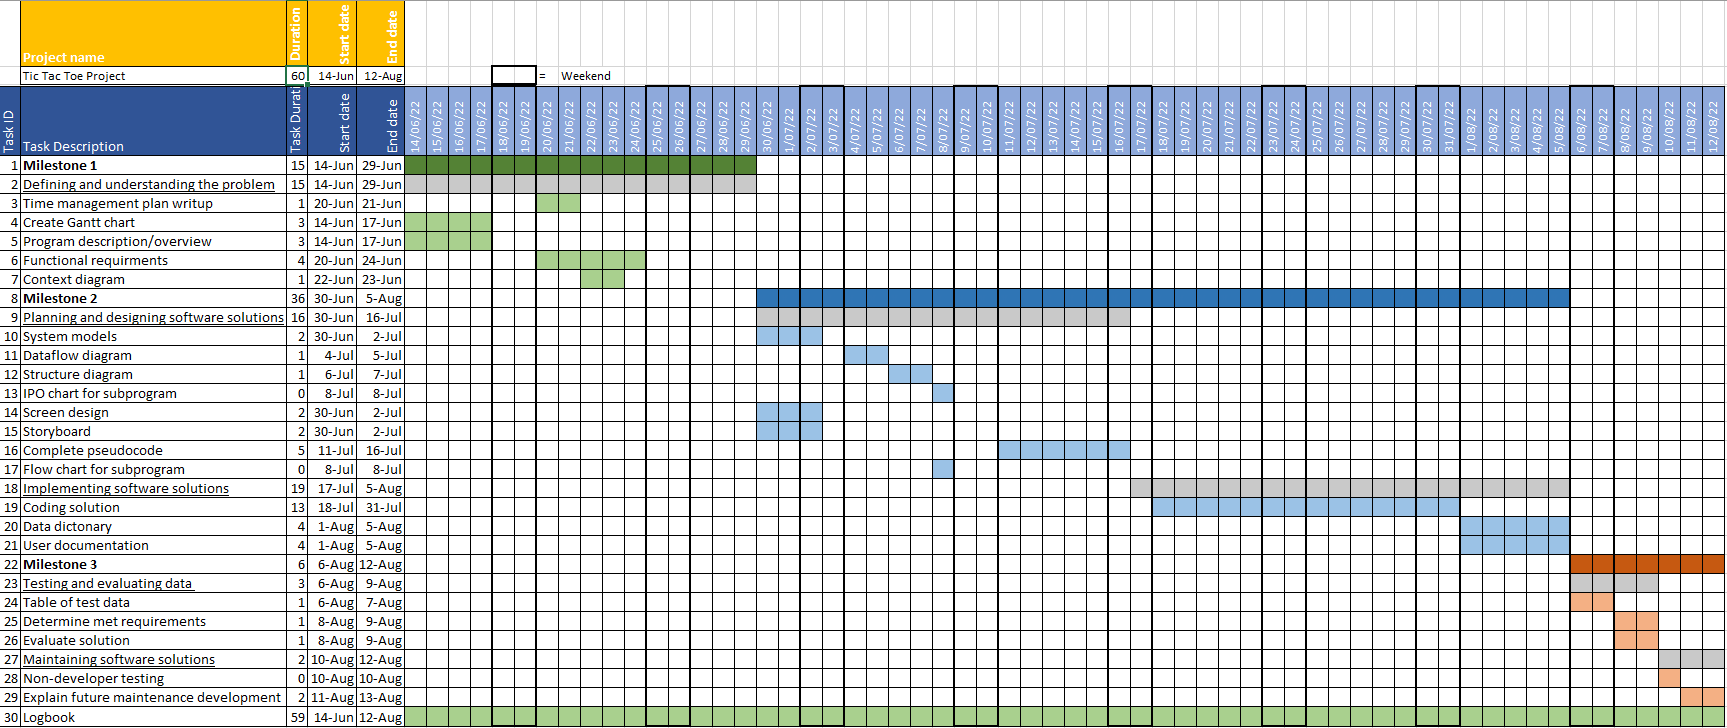 Project name Duration Start date End date
Tic Tac Toe Project 60 14-Jun 12-Aug = Weekend
Task ID Task Description Task Durati Start date End date 14/06/22 15/06/22 16/06/22 17/06/22 18/06/22 19/06/22 20/06/22 21/06/22 22/06/22 23/06/22 24/06/22 25/06/22 26/06/22 27/06/22 28/06/22 29/06/22 30/06/22 1/07/22 2/07/22 3/07/22 4/07/22 5/07/22 6/07/22 7/07/22 8/07/22 9/07/22 10/07/22 11/07/22 12/07/22 13/07/22 14/07/22 15/07/22 16/07/22 17/07/22 18/07/22 19/07/22 20/07/22 21/07/22 22/07/22 23/07/22 24/07/22 25/07/22 26/07/22 27/07/22 28/07/22 29/07/22 30/07/22 31/07/22 1/08/22 2/08/22 3/08/22 4/08/22 5/08/22 6/08/22 7/08/22 8/08/22 9/08/22 10/08/22 11/08/22 12/08/22
1 Milestone 1 15 14-Jun 29-Jun
2 Defining and understanding the problem 15 14-Jun 29-Jun
3 Time management plan writup 1 20-Jun 21-Jun
4 Create Gantt chart 3 14-Jun 17-Jun
5 Program description/overview 3 14-Jun 17-Jun
6 Functional requirments 4 20-Jun 24-Jun
7 Context diagram 1 22-Jun 23-Jun
8 Milestone 2 36 30-Jun 5-Aug
9 Planning and designing software solutions 16 30-Jun 16-Jul
10 System models 2 30-Jun 2-Jul
11 Dataflow diagram 1 4-Jul 5-Jul
12 Structure diagram 1 6-Jul 7-Jul
13 IPO chart for subprogram 0 8-Jul 8-Jul
14 Screen design 2 30-Jun 2-Jul
15 Storyboard 2 30-Jun 2-Jul
16 Complete pseudocode 5 11-Jul 16-Jul
17 Flow chart for subprogram 0 8-Jul 8-Jul
18 Implementing software solutions 19 17-Jul 5-Aug
19 Coding solution 13 18-Jul 31-Jul
20 Data dictonary 4 1-Aug 5-Aug
21 User documentation 4 1-Aug 5-Aug
22 Milestone 3 6 6-Aug 12-Aug
23 Testing and evaluating data 3 6-Aug 9-Aug
24 Table of test data 1 6-Aug 7-Aug
25 Determine met requirements 1 8-Aug 9-Aug
26 Evaluate solution 1 8-Aug 9-Aug
27 Maintaining software solutions 2 10-Aug 12-Aug
28 Non-developer testing 0 10-Aug 10-Aug
29 Explain future maintenance development 2 11-Aug 13-Aug
30 Logbook 59 14-Jun 12-Aug